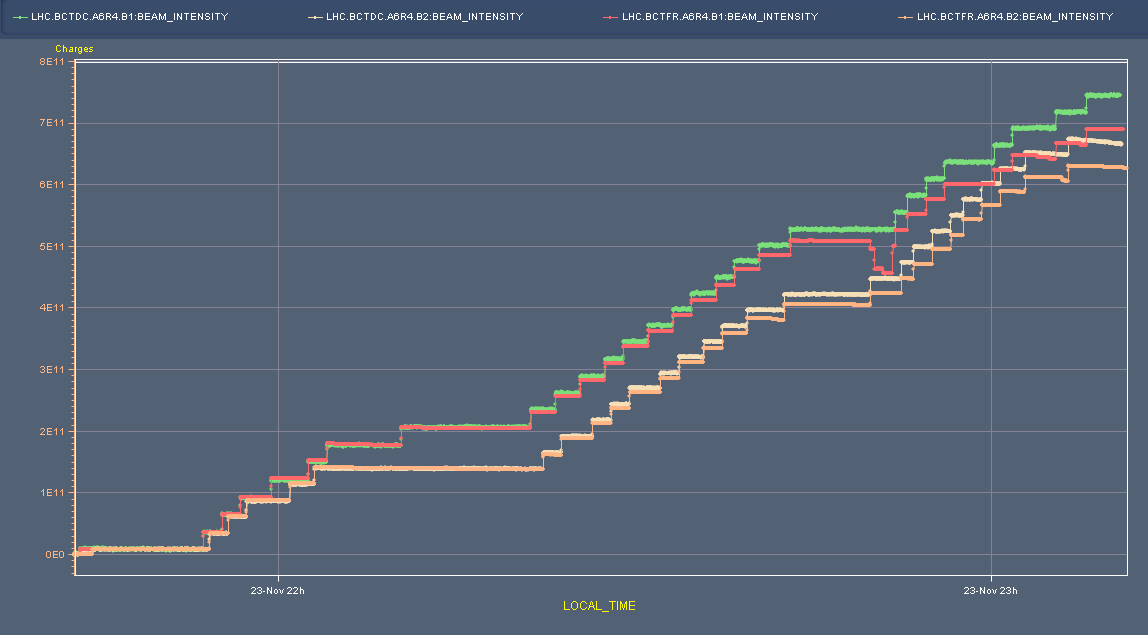 LHC.BCTDC.A6R4.B1:BEAM_INTENSITY LHC.BCTDC.A6R4.B2:BEAM_INTENSITY LHC.BCTFR.A6R4.B1:BEAM_INTENSITY LHC.BCTFR.A6R4.B2:BEAM_INTENSITY
Charges
8E11
7E11
6E11
5E11
4E11
3E11
2E11
1E11
0E0
23-Nov 22h 23-Nov 23h
LOCAL_TIME